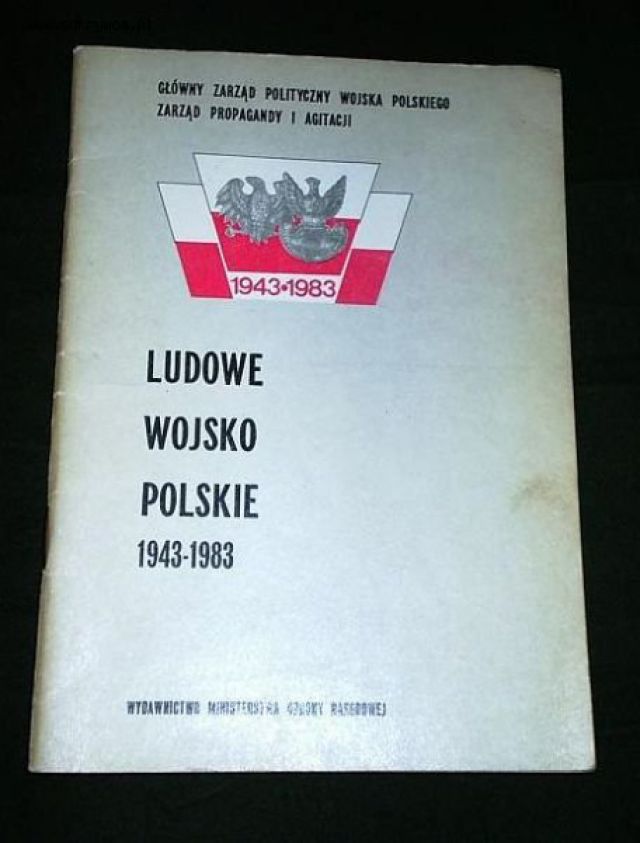 GŁÓWNY ZARZĄD POLITYCZNY WOJSKA POLSKIEGO
ZARZĄD PROPAGANDY I AGITACJI
1943•1983
LUDOWE
WOJSKO
POLSKIE
1943-1983
WYDAWNICTWO MINISTERSTWA OBRONY NARODOWEJ